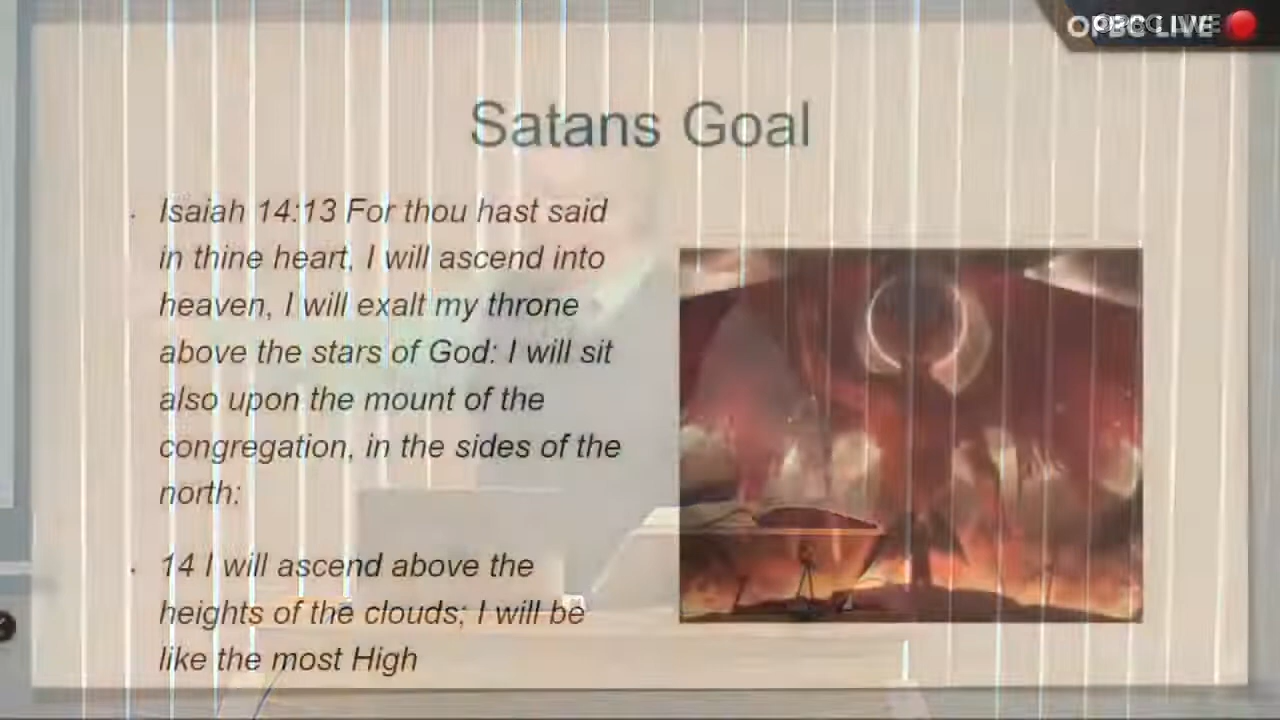 OPBC LIVE
Satans Goal
Isaiah 14:13 For thou hast said
in thine heart, I will ascend into
heaven, I will exalt my throne
above the stars of God: I will sit
also upon the mount of the
congregation, in the sides of the
north:
14 I will ascend above the
heights of the clouds; I will be
like the most High